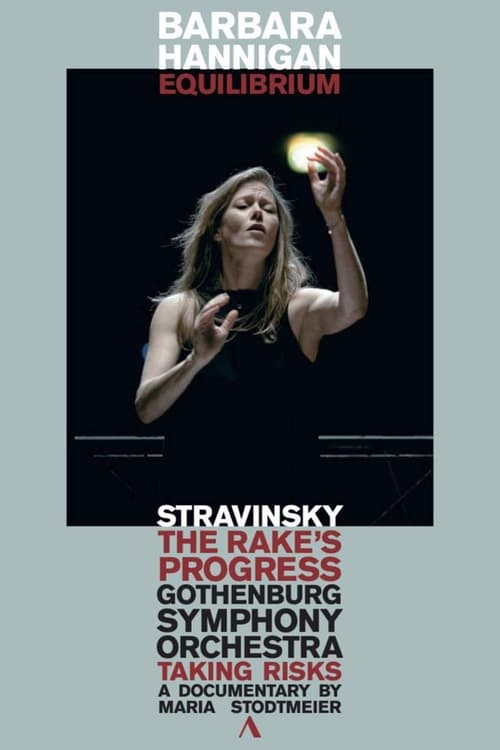 BARBARA
HANNIGAN
EQUILIBRIUM
STRAVINSKY
THE RAKE'S
PROGRESS
GOTHENBURG
SYMPHONY
ORCHESTRA
TAKING RISKS
A DOCUMENTARY BY
MARIA STODTMEIER